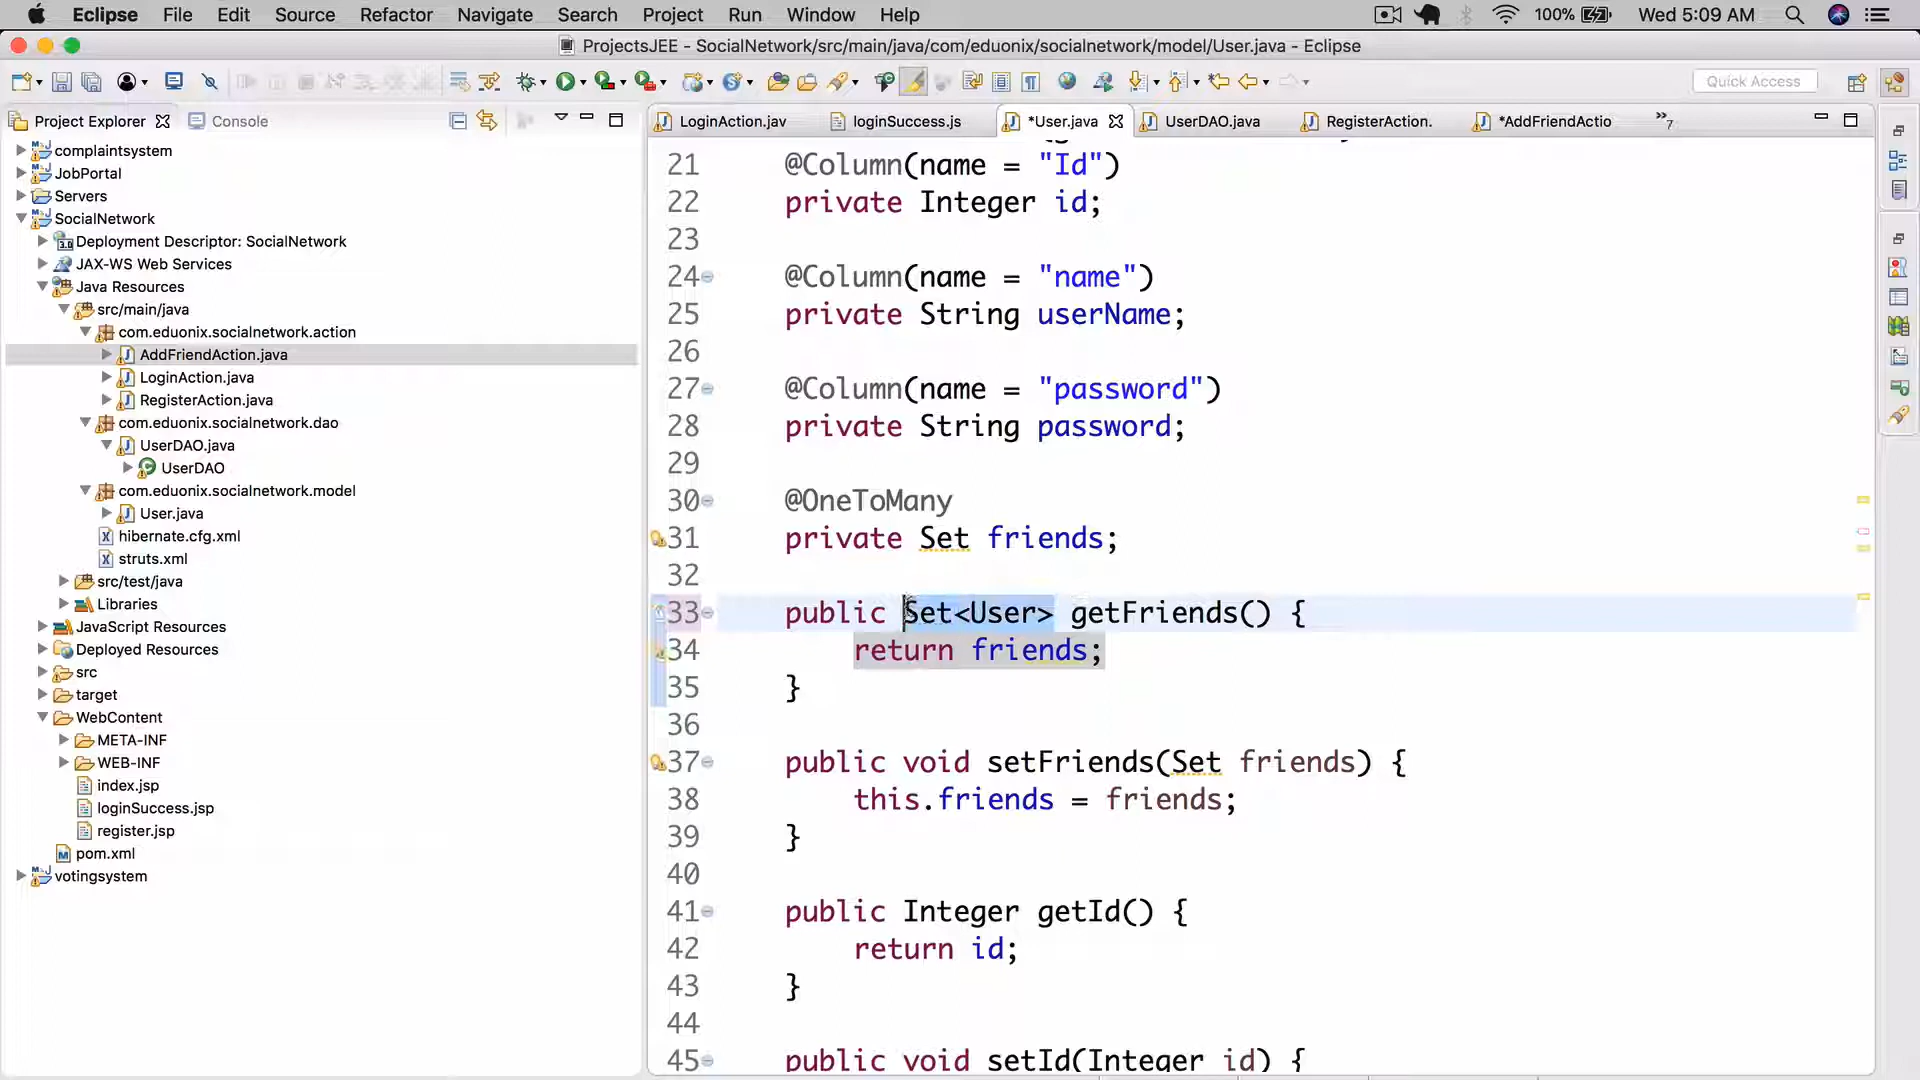 Eclipse File Edit Source Refactor Navigate Search Project Run Window Help 100% Wed 5:09 AM
ProjectsJEE - SocialNetwork/src/main/java/com/eduonix/socialnetwork/model/User.java - Eclipse
Quick Access
Project Explorer Console
complaintsystem
JobPortal
Servers
SocialNetwork
Deployment Descriptor: SocialNetwork
JAX-WS Web Services
Java Resources
src/main/java
com.eduonix.socialnetwork.action
AddFriendAction.java
LoginAction.java
RegisterAction.java
com.eduonix.socialnetwork.dao
UserDAO.java
UserDAO
com.eduonix.socialnetwork.model
User.java
hibernate.cfg.xml
struts.xml
src/test/java
Libraries
JavaScript Resources
Deployed Resources
src
target
WebContent
META-INF
WEB-INF
index.jsp
loginSuccess.jsp
register.jsp
pom.xml
votingsystem
LoginAction.jav loginSuccess.js *User.java UserDAO.java RegisterAction. *AddFriendActio »7
21 @Column(name = "Id")
22 private Integer id;
23
24 @Column(name = "name")
25 private String userName;
26
27 @Column(name = "password")
28 private String password;
29
30 @OneToMany
31 private Set friends;
32
33 public Set<User> getFriends() {
34 return friends;
35 }
36
37 public void setFriends(Set friends) {
38 this.friends = friends;
39 }
40
41 public Integer getId() {
42 return id;
43 }
44
45 public void setId(Integer id) {